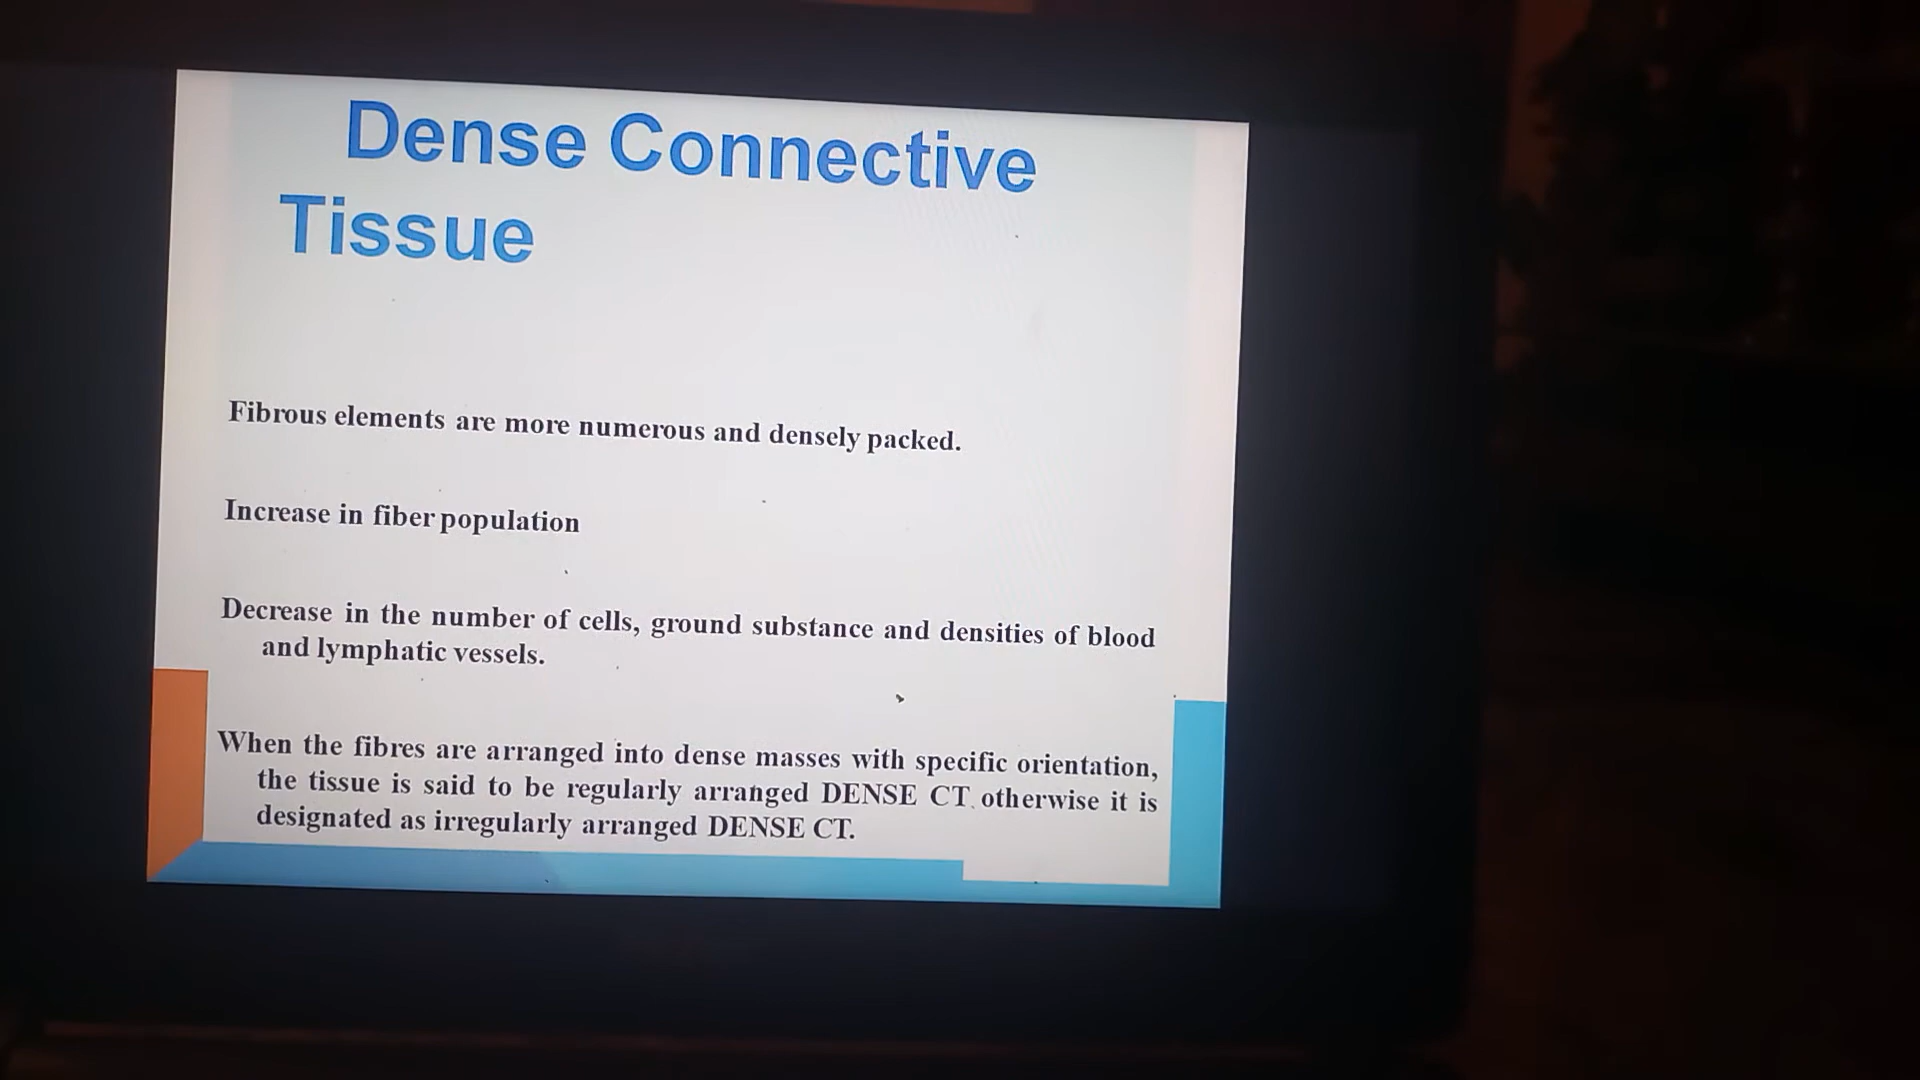 Dense Connective
Tissue
Fibrous elements are more numerous and densely packed.
Increase in fiber population
Decrease in the number of cells, ground substance and densities of blood
and lymphatic vessels.
When the fibres are arranged into dense masses with specific orientation,
the tissue is said to be regularly arranged DENSE CT. otherwise it is
designated as irregularly arranged DENSE CT.